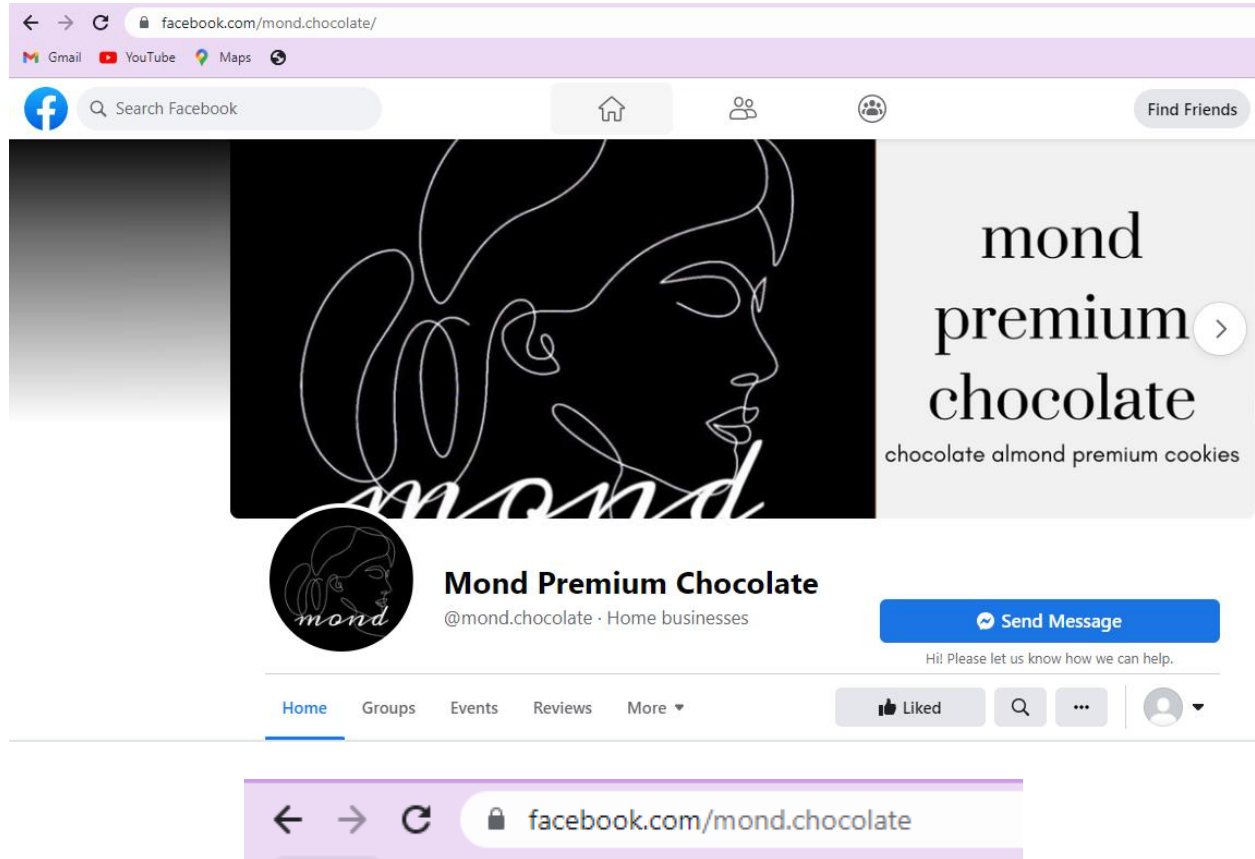 facebook.com/mond.chocolate/
Gmail YouTube Maps
Search Facebook
Find Friends
mond
premium
chocolate
chocolate almond premium cookies
mond
mond
Mond Premium Chocolate
@mond.chocolate · Home businesses
Send Message
Hi! Please let us know how we can help.
Home Groups Events Reviews More
Liked
facebook.com/mond.chocolate